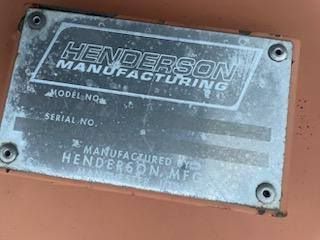 HENDERSON
MANUFACTURING
MODEL NO.
SERIAL NO.
MANUFACTURED BY
HENDERSON MFG